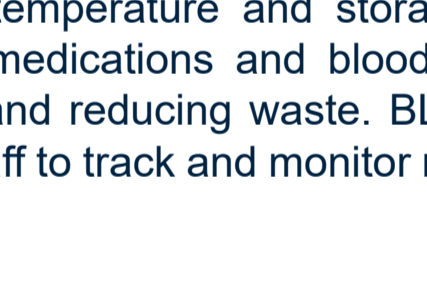 temperature and stora
medications and blood
and reducing waste. BL
ff to track and monitor